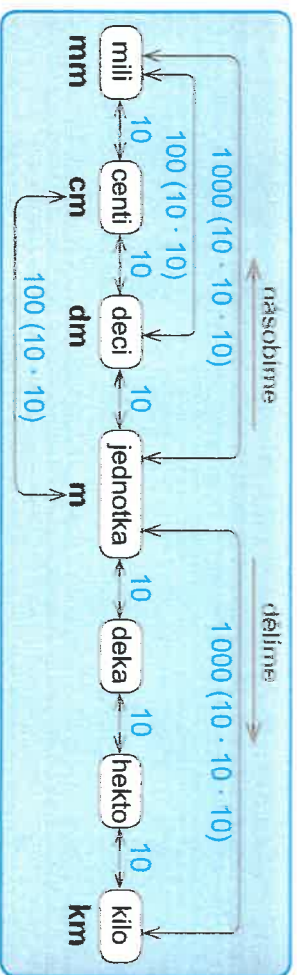 násobíme
dělíme
1000 (10 · 10 · 10)
1000 (10 · 10 · 10)
100 (10 · 10)
10 10 10 10 10 10
mili centi deci jednotka deka hekto kilo
mm cm dm m km
100 (10 · 10)